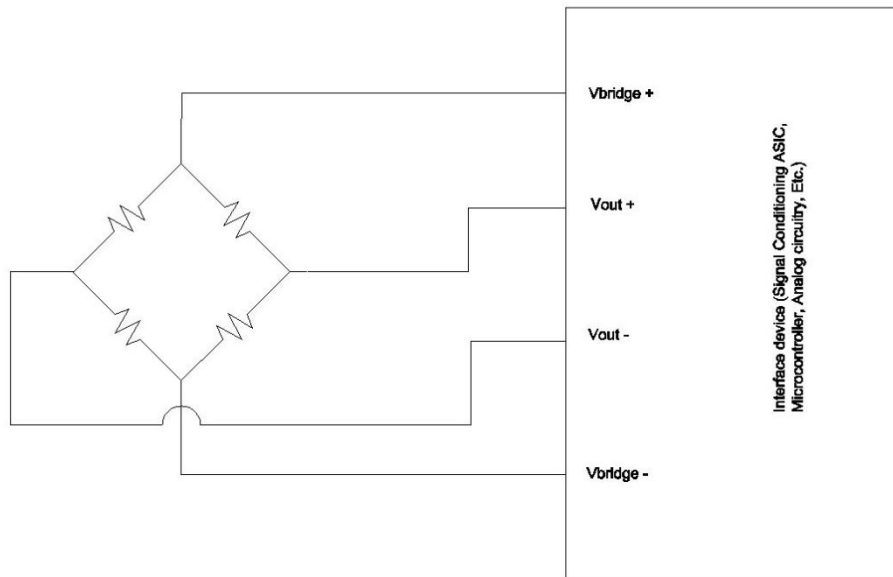 Vbridge +
Vout +
Vout -
Vbridge -
Interface device (Signal Conditioning ASIC,
Microcontroller, Analog circuitry, Etc.)